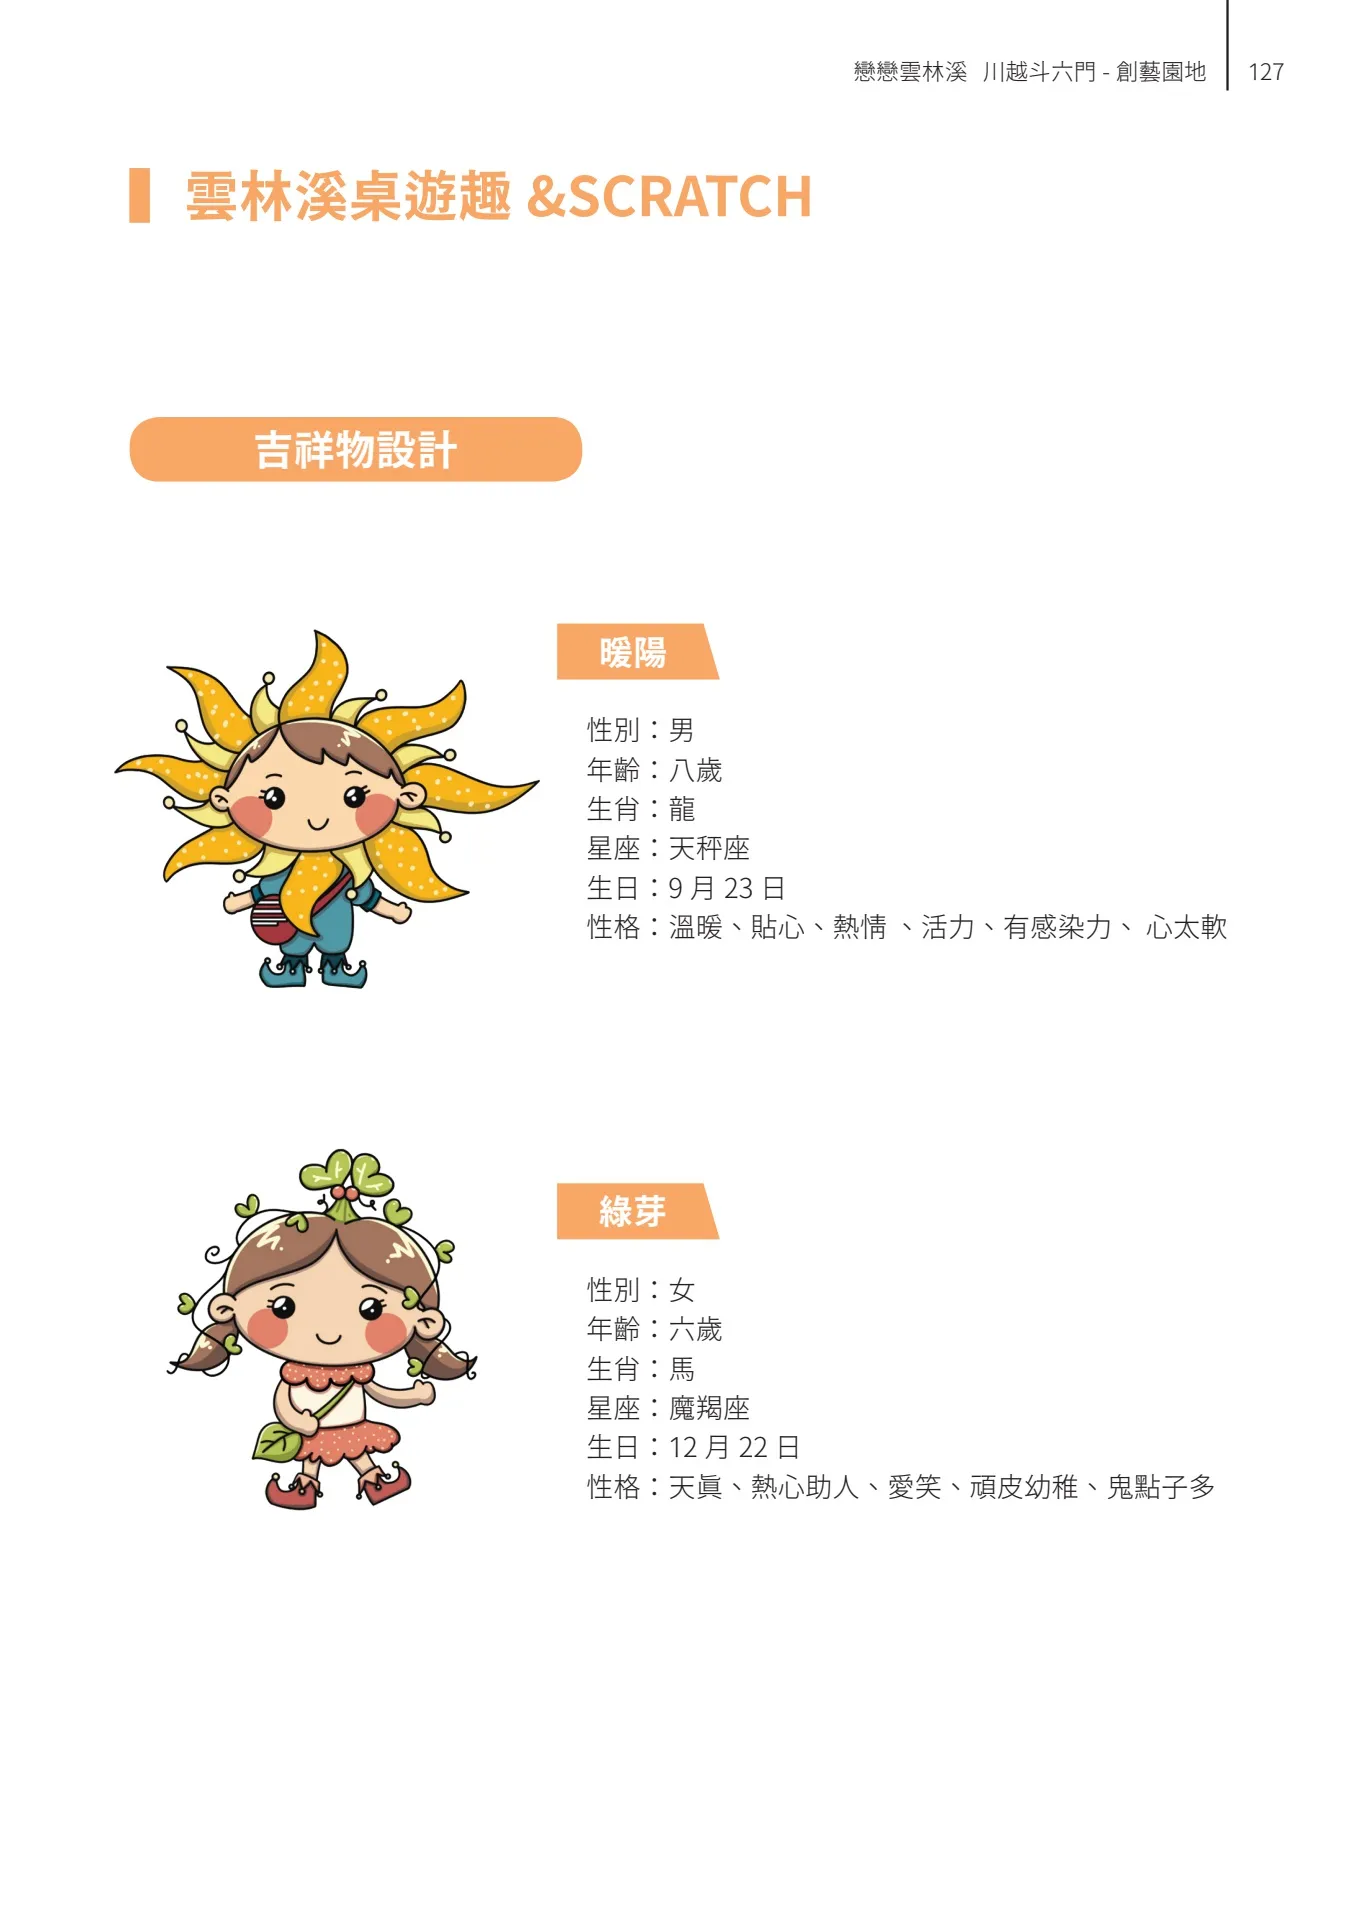 戀戀雲林溪 川越斗六門 - 創藝園地 127
雲林溪桌遊趣 &SCRATCH
吉祥物設計
暖陽
性別：男
年齡：八歲
生肖：龍
星座：天秤座
生日：9 月 23 日
性格：溫暖、貼心、熱情 、活力、有感染力、 心太軟
綠芽
性別：女
年齡：六歲
生肖：馬
星座：魔羯座
生日：12 月 22 日
性格：天眞、熱心助人、愛笑、頑皮幼稚、鬼點子多